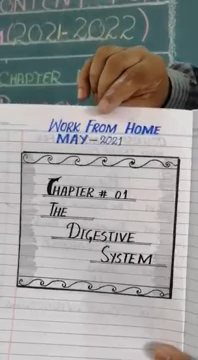 (2021-2022)
CHAPTER
WORK FROM HOME
MAY-2021
CHAPTER # 01
THE
DIGESTIVE
SYSTEM